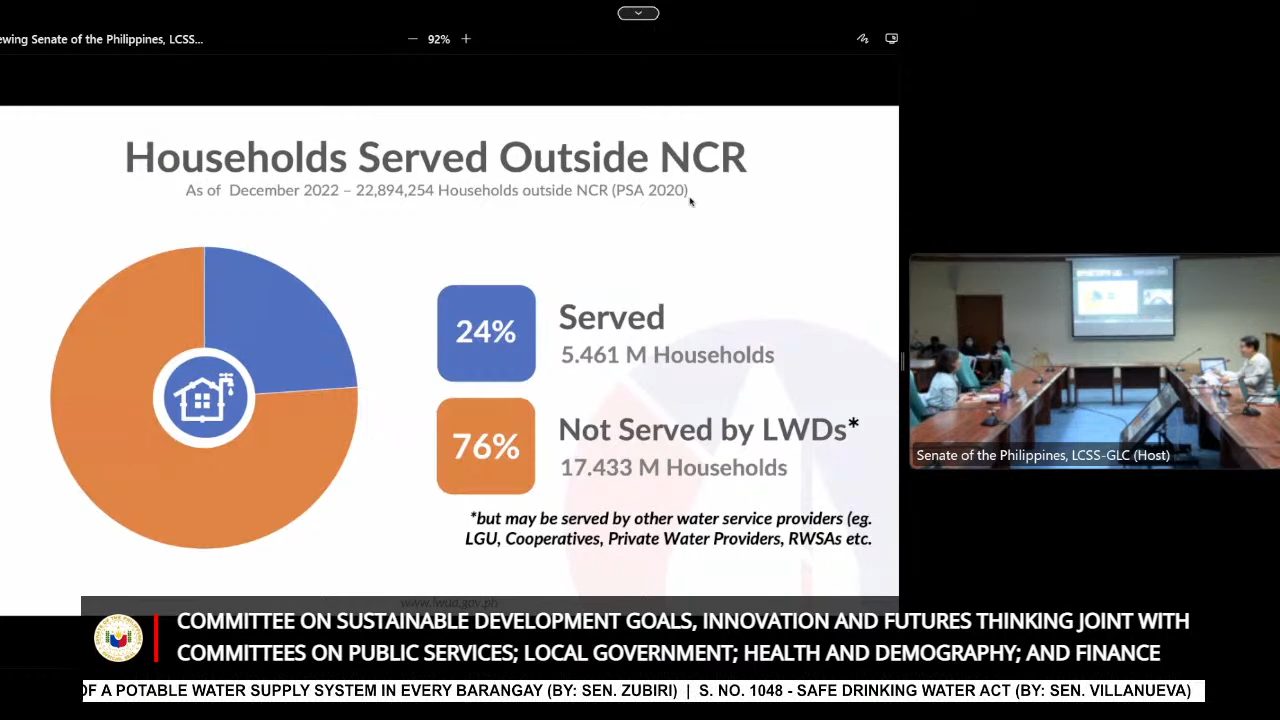 ewing Senate of the Philippines, LCSS...
92%
Households Served Outside NCR
As of December 2022 – 22,894,254 Households outside NCR (PSA 2020)
24%
Served
5.461 M Households
76%
Not Served by LWDs*
17.433 M Households
*but may be served by other water service providers (eg.
LGU, Cooperatives, Private Water Providers, RWSAs etc.
www.lwua.gov.ph
Senate of the Philippines, LCSS-GLC (Host)
COMMITTEE ON SUSTAINABLE DEVELOPMENT GOALS, INNOVATION AND FUTURES THINKING JOINT WITH
COMMITTEES ON PUBLIC SERVICES; LOCAL GOVERNMENT; HEALTH AND DEMOGRAPHY; AND FINANCE
OF A POTABLE WATER SUPPLY SYSTEM IN EVERY BARANGAY (BY: SEN. ZUBIRI) | S. NO. 1048 - SAFE DRINKING WATER ACT (BY: SEN. VILLANUEVA)